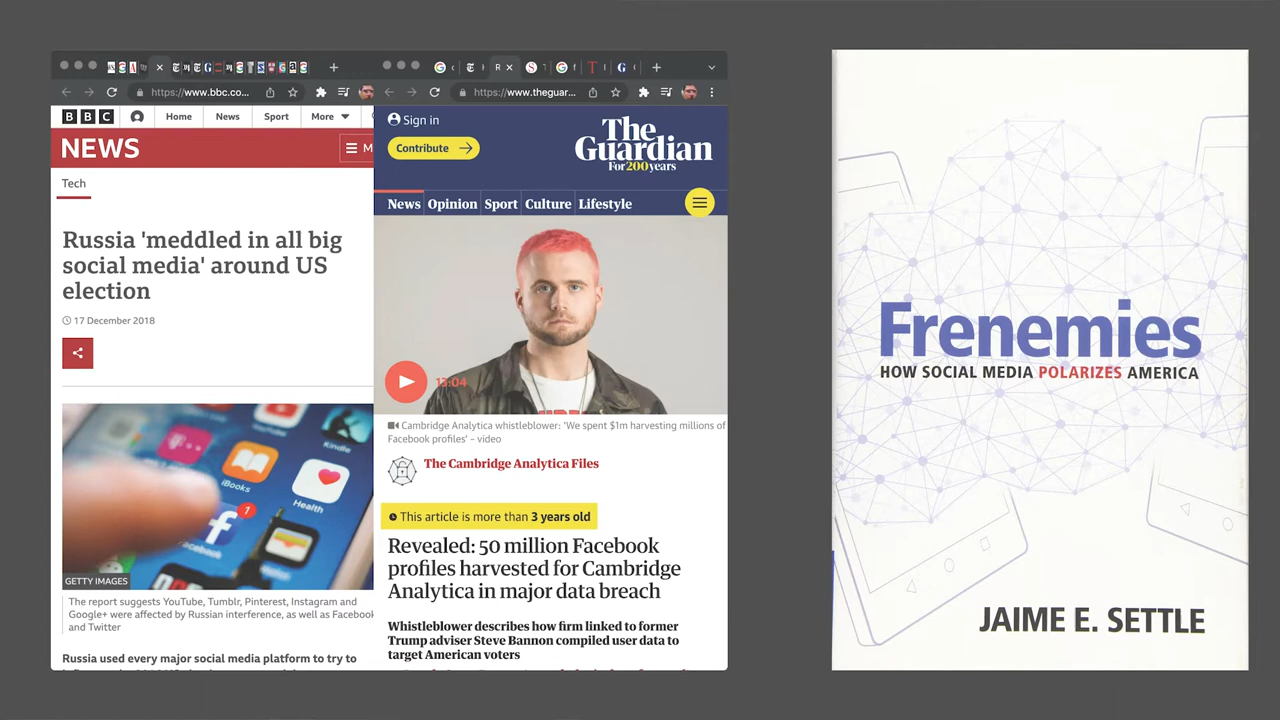 https://www.bbc.co...
BBC
Home
News
Sport
More
NEWS
M
Tech
Russia 'meddled in all big
social media' around US
election
17 December 2018
YouTube
Kindle
iBooks
Health
1
Facebook
GETTY IMAGES
The report suggests YouTube, Tumblr, Pinterest, Instagram and
Google+ were affected by Russian interference, as well as Facebook
and Twitter
Russia used every major social media platform to try to
https://www.theguar...
Sign in
Contribute
The
Guardian
For 200 years
News
Opinion
Sport
Culture
Lifestyle
13:04
Cambridge Analytica whistleblower: 'We spent $1m harvesting millions of
Facebook profiles' – video
The Cambridge Analytica Files
This article is more than 3 years old
Revealed: 50 million Facebook
profiles harvested for Cambridge
Analytica in major data breach
Whistleblower describes how firm linked to former
Trump adviser Steve Bannon compiled user data to
target American voters
Frenemies
HOW SOCIAL MEDIA POLARIZES AMERICA
JAIME E. SETTLE